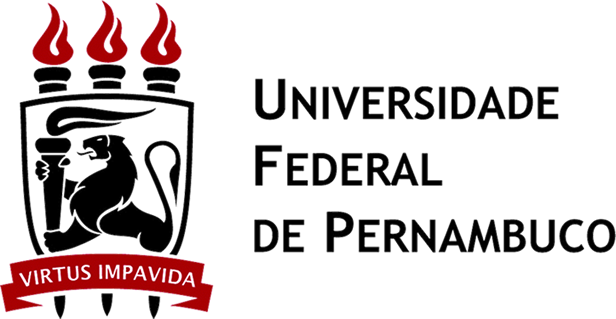 UNIVERSIDADE
FEDERAL
DE PERNAMBUCO
VIRTUS IMPAVIDA